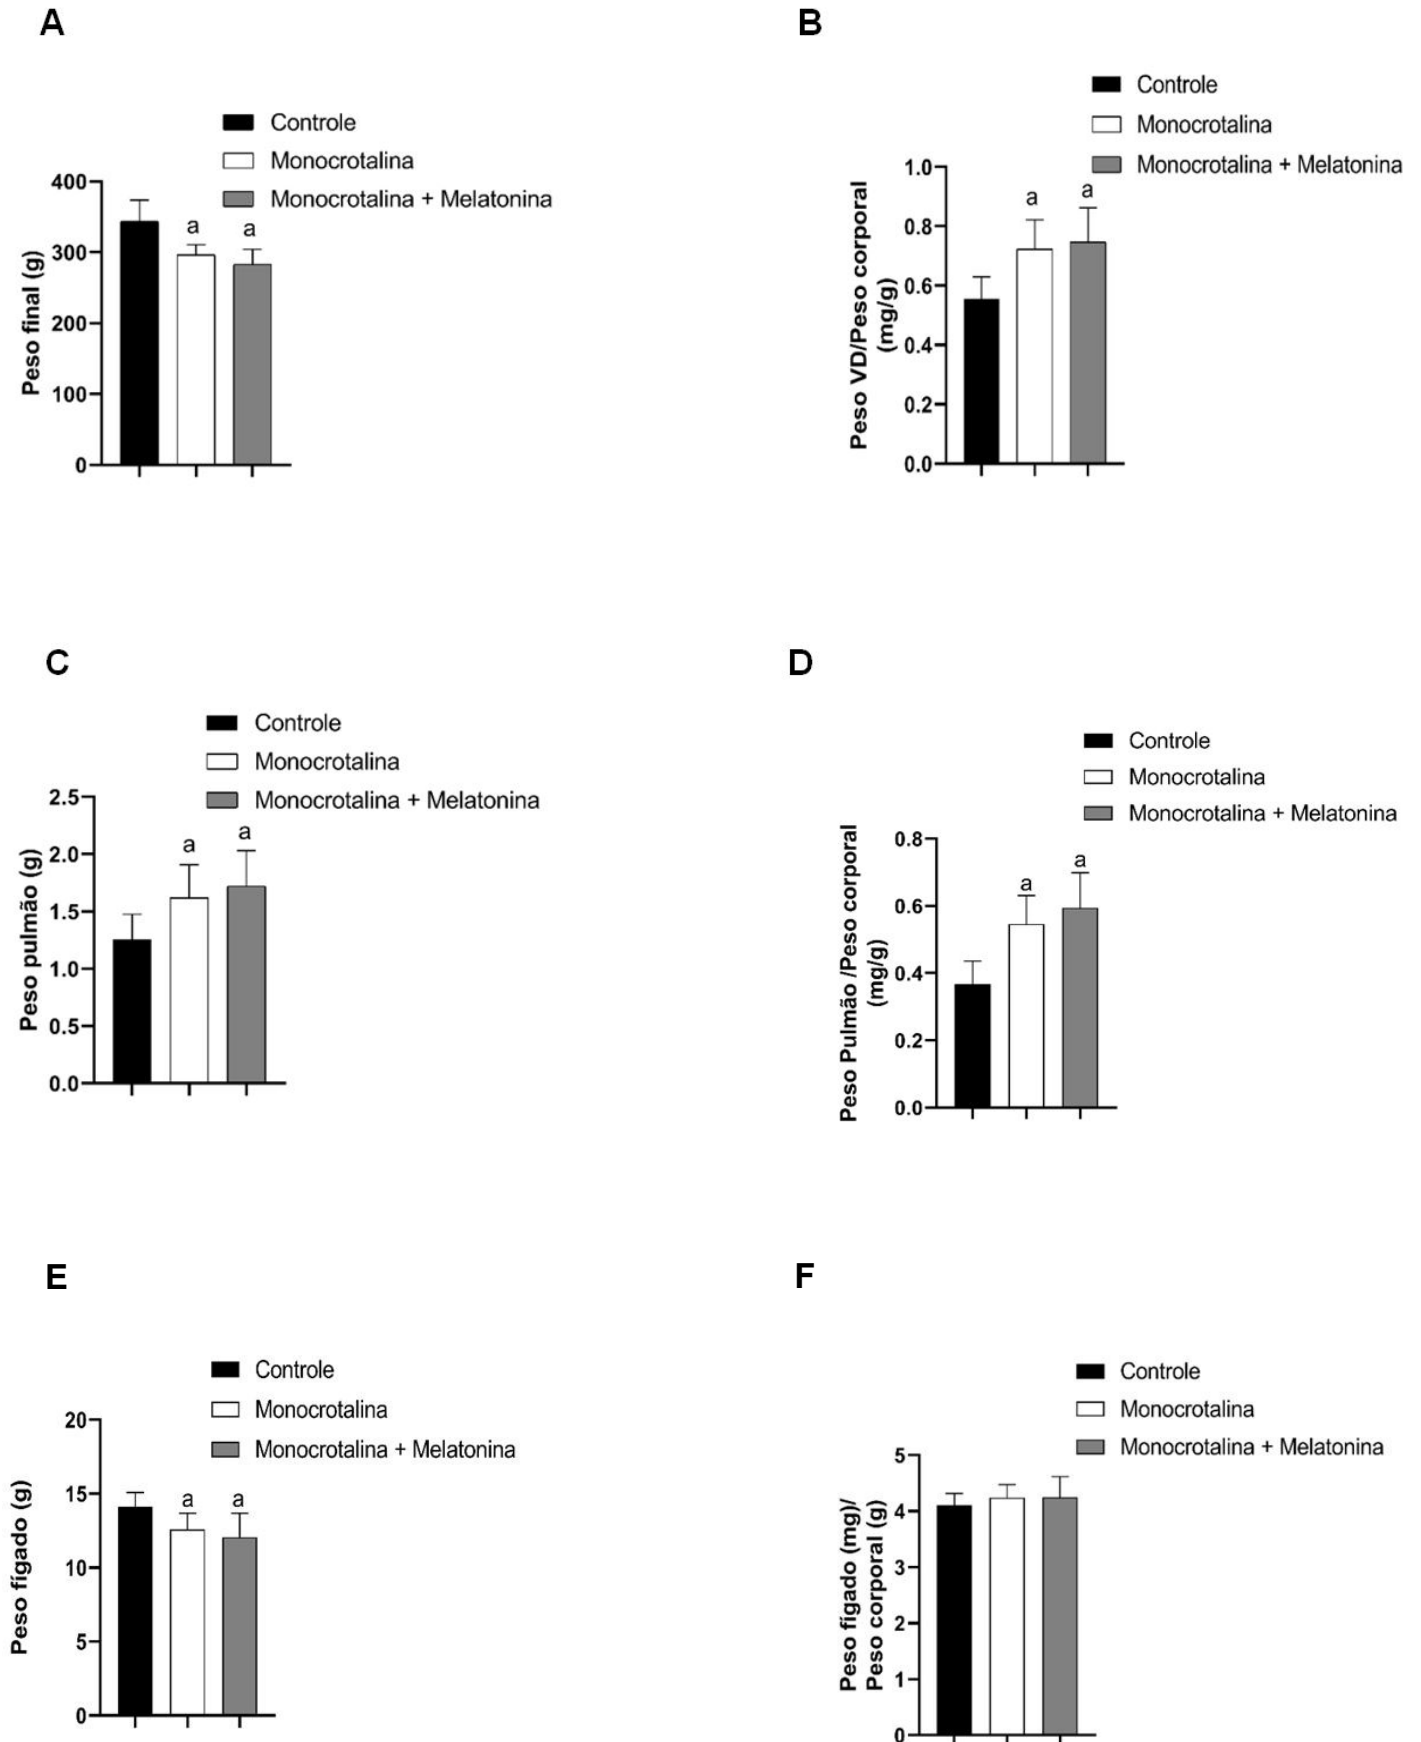 A
Controle
Monocrotalina
Monocrotalina + Melatonina
400
300
200
100
0
Peso final (g)
a
a
B
Controle
Monocrotalina
Monocrotalina + Melatonina
1.0
0.8
0.6
0.4
0.2
0.0
Peso VD/Peso corporal
(mg/g)
a
a
C
Controle
Monocrotalina
Monocrotalina + Melatonina
2.5
2.0
1.5
1.0
0.5
0.0
Peso pulmão (g)
a
a
D
Controle
Monocrotalina
Monocrotalina + Melatonina
0.8
0.6
0.4
0.2
0.0
Peso Pulmão /Peso corporal
(mg/g)
a
a
E
Controle
Monocrotalina
Monocrotalina + Melatonina
20
15
10
5
0
Peso fígado (g)
a
a
F
Controle
Monocrotalina
Monocrotalina + Melatonina
5
4
3
2
1
0
Peso fígado (mg)/
Peso corporal (g)